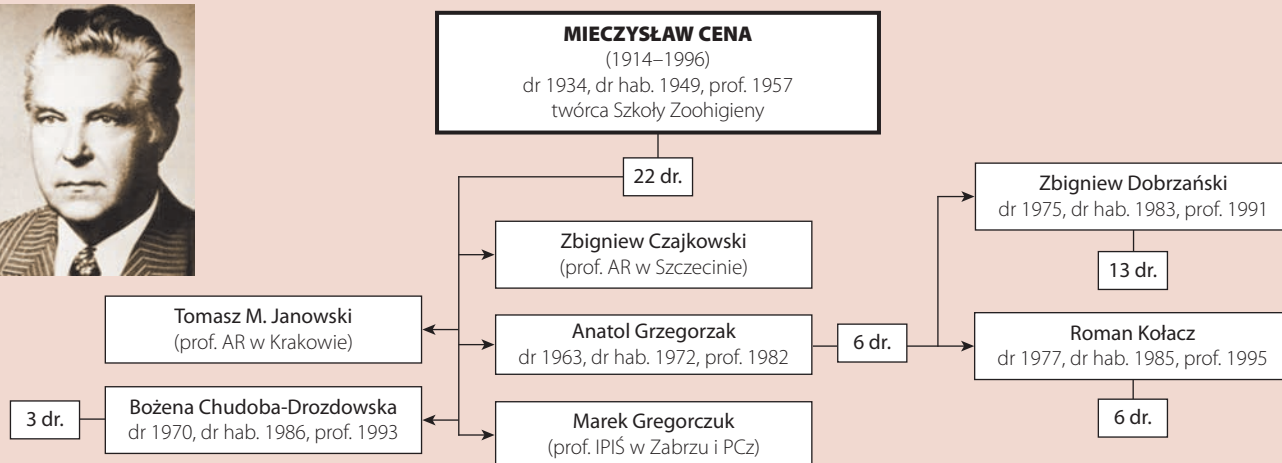 MIECZYSŁAW CENA
(1914–1996)
dr 1934, dr hab. 1949, prof. 1957
twórca Szkoły Zoohigieny
22 dr.
Zbigniew Dobrzański
dr 1975, dr hab. 1983, prof. 1991
13 dr.
Zbigniew Czajkowski
(prof. AR w Szczecinie)
Tomasz M. Janowski
(prof. AR w Krakowie)
Anatol Grzegorzak
dr 1963, dr hab. 1972, prof. 1982
6 dr.
Roman Kołacz
dr 1977, dr hab. 1985, prof. 1995
6 dr.
3 dr.
Bożena Chudoba-Drozdowska
dr 1970, dr hab. 1986, prof. 1993
Marek Gregorczuk
(prof. IPIŚ w Zabrzu i PCz)